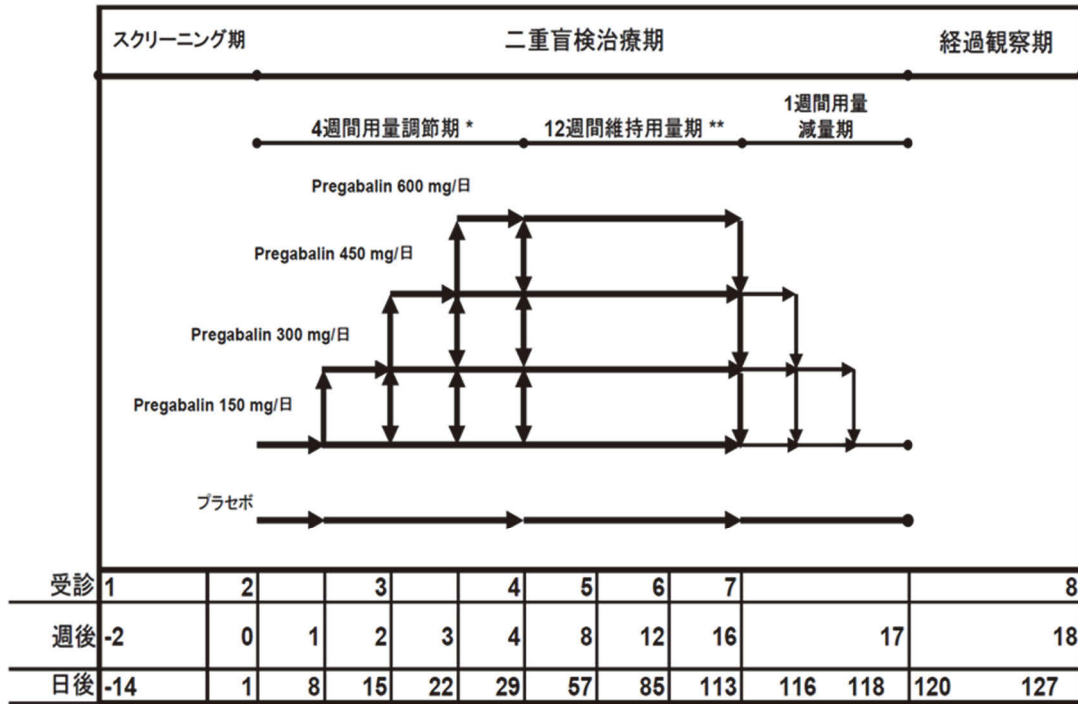 スクリーニング期 二重盲検治療期 経過観察期
4週間用量調節期 * 12週間維持用量期 ** 1週間用量
減量期
Pregabalin 600 mg/日
Pregabalin 450 mg/日
Pregabalin 300 mg/日
Pregabalin 150 mg/日
プラセボ
受診 1 2 3 4 5 6 7 8
週後 -2 0 1 2 3 4 8 12 16 17 18
日後 -14 1 8 15 22 29 57 85 113 116 118 120 127